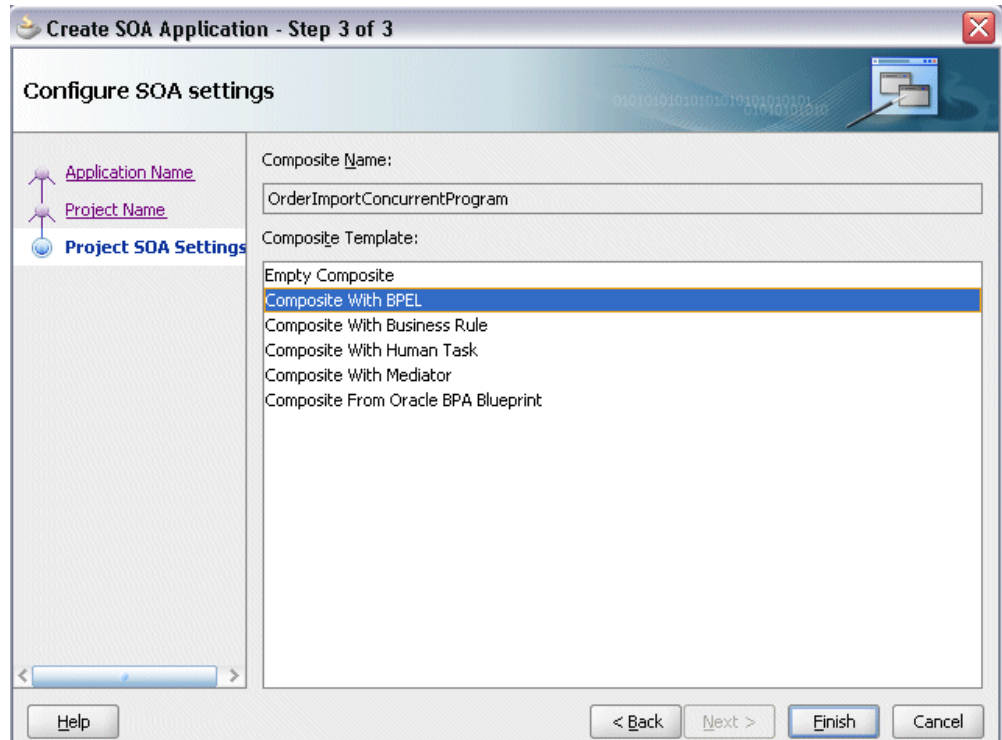 Create SOA Application - Step 3 of 3
Configure SOA settings
Application Name
Project Name
Project SOA Settings
Composite Name:
OrderImportConcurrentProgram
Composite Template:
Empty Composite
Composite With BPEL
Composite With Business Rule
Composite With Human Task
Composite With Mediator
Composite From Oracle BPA Blueprint
Help
< Back
Next >
Finish
Cancel